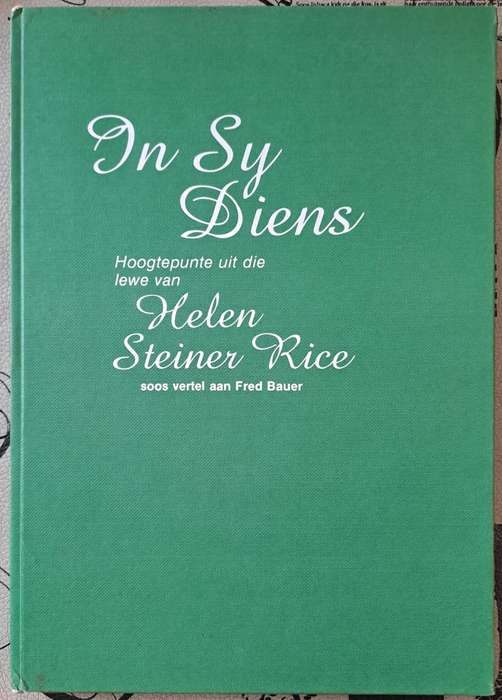 In Sy
Diens
Hoogtepunte uit die
lewe van
Helen
Steiner Rice
soos vertel aan Fred Bauer